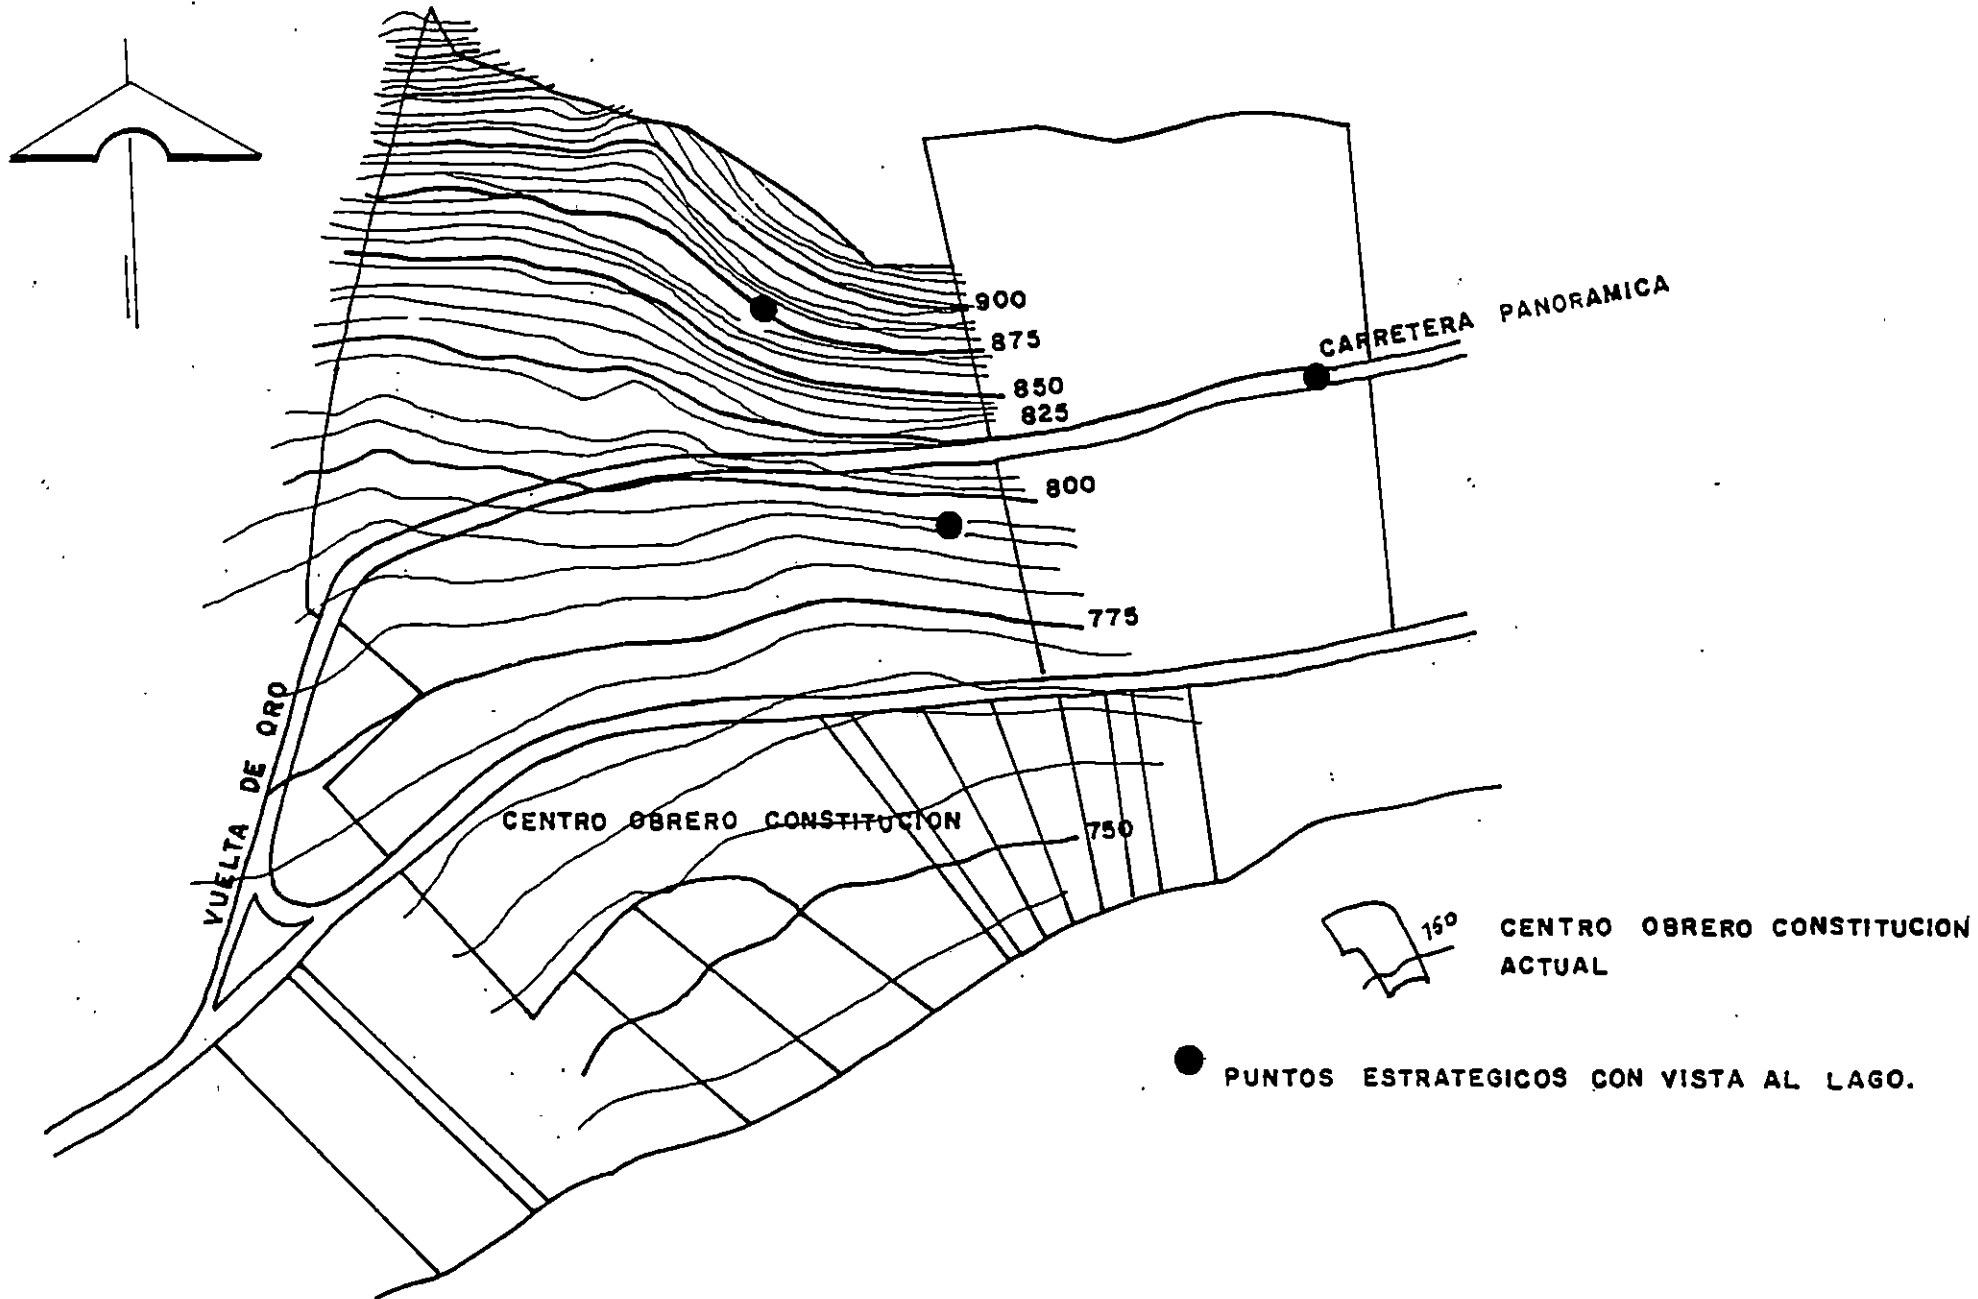 900
CARRETERA PANORAMICA
875
850
825
800
775
VUELTA DE ORO
CENTRO OBRERO CONSTITUCION
750
750
CENTRO OBRERO CONSTITUCION
ACTUAL
PUNTOS ESTRATEGICOS CON VISTA AL LAGO.